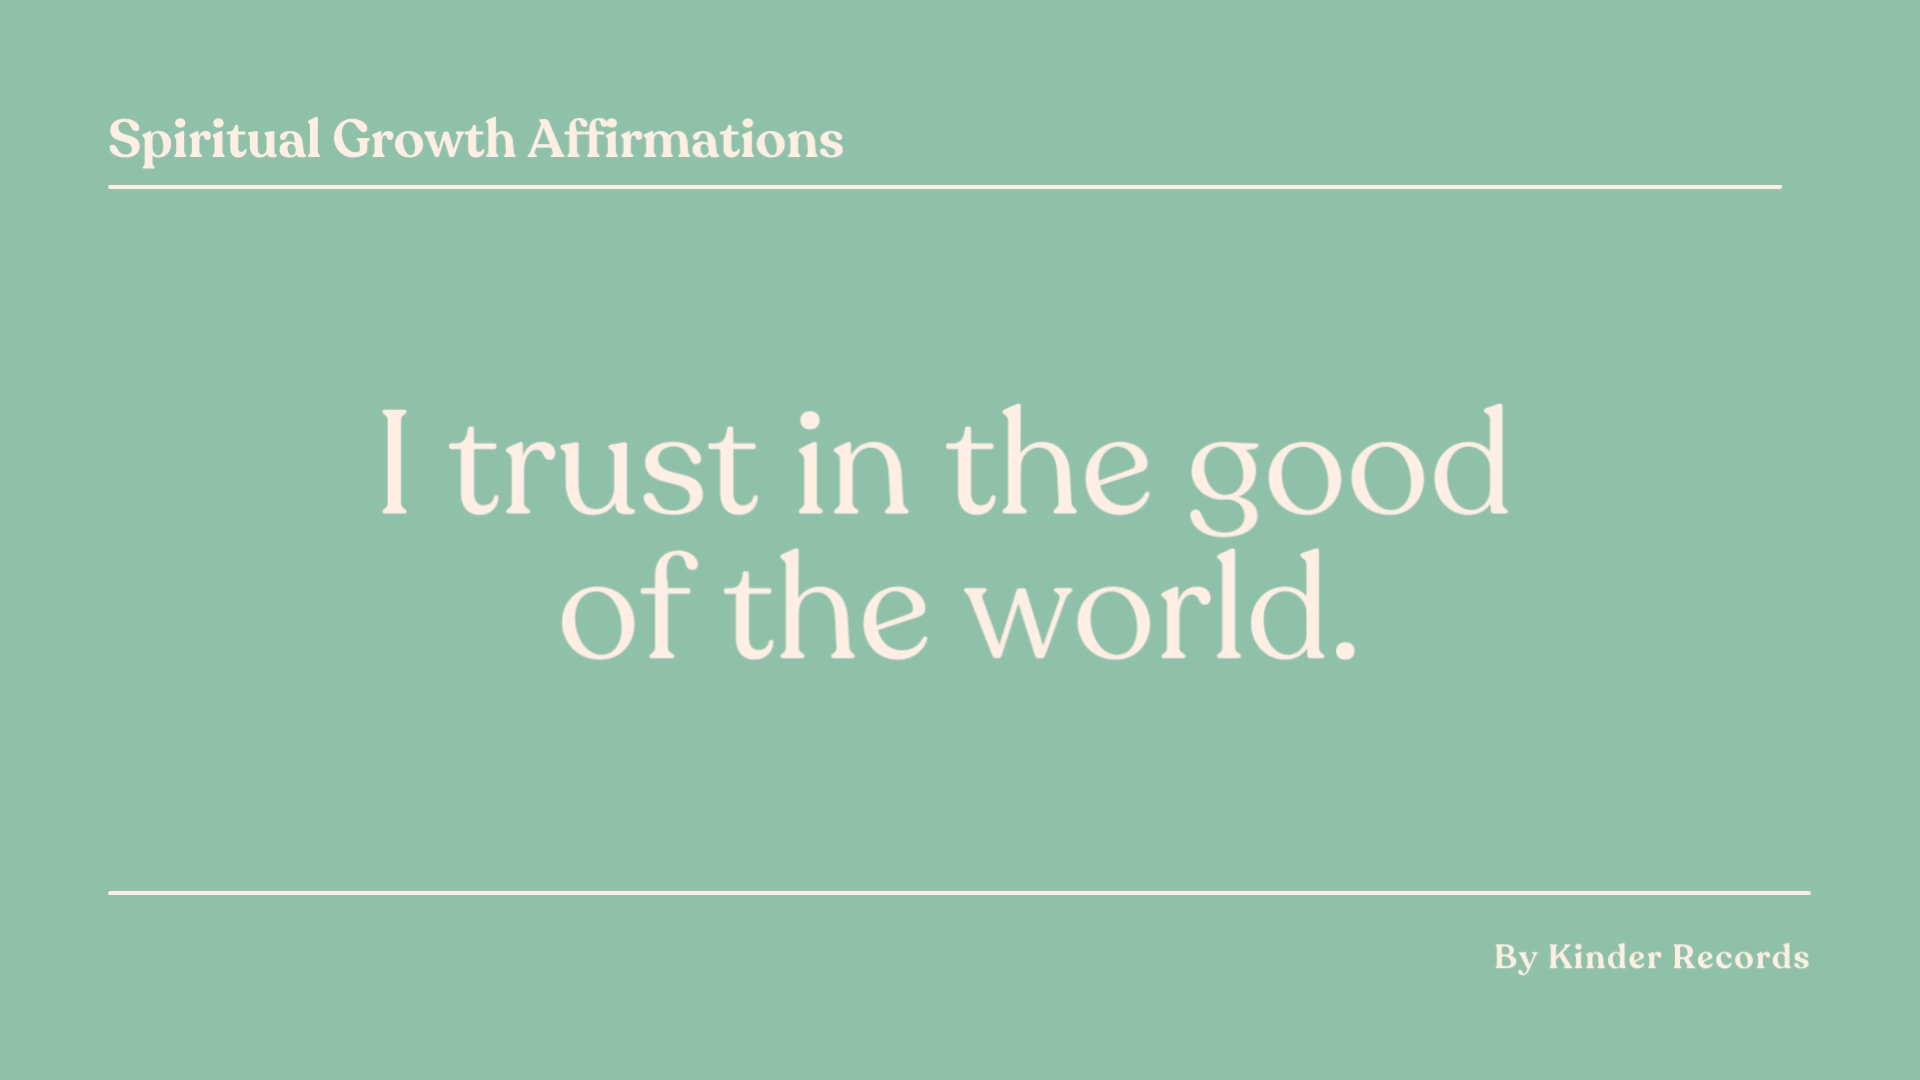 Spiritual Growth Affirmations
I trust in the good
of the world.
By Kinder Records